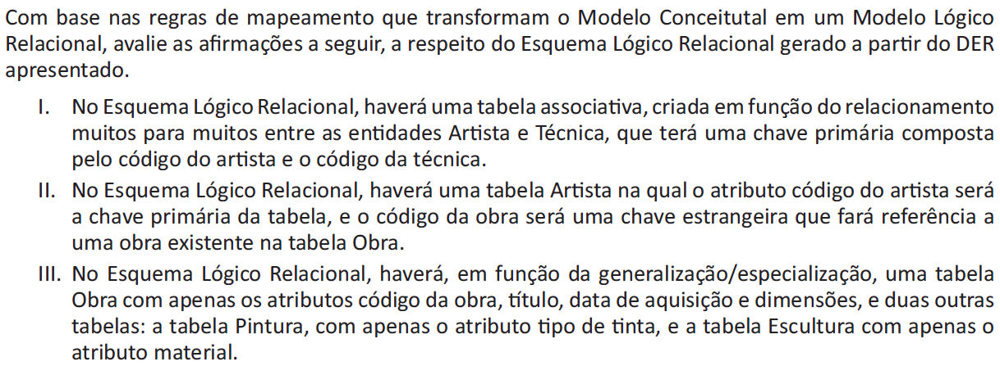 Com base nas regras de mapeamento que transformam o Modelo Conceitutal em um Modelo Lógico
Relacional, avalie as afirmações a seguir, a respeito do Esquema Lógico Relacional gerado a partir do DER
apresentado.
I. No Esquema Lógico Relacional, haverá uma tabela associativa, criada em função do relacionamento
muitos para muitos entre as entidades Artista e Técnica, que terá uma chave primária composta
pelo código do artista e o código da técnica.
II. No Esquema Lógico Relacional, haverá uma tabela Artista na qual o atributo código do artista será
a chave primária da tabela, e o código da obra será uma chave estrangeira que fará referência a
uma obra existente na tabela Obra.
III. No Esquema Lógico Relacional, haverá, em função da generalização/especialização, uma tabela
Obra com apenas os atributos código da obra, título, data de aquisição e dimensões, e duas outras
tabelas: a tabela Pintura, com apenas o atributo tipo de tinta, e a tabela Escultura com apenas o
atributo material.